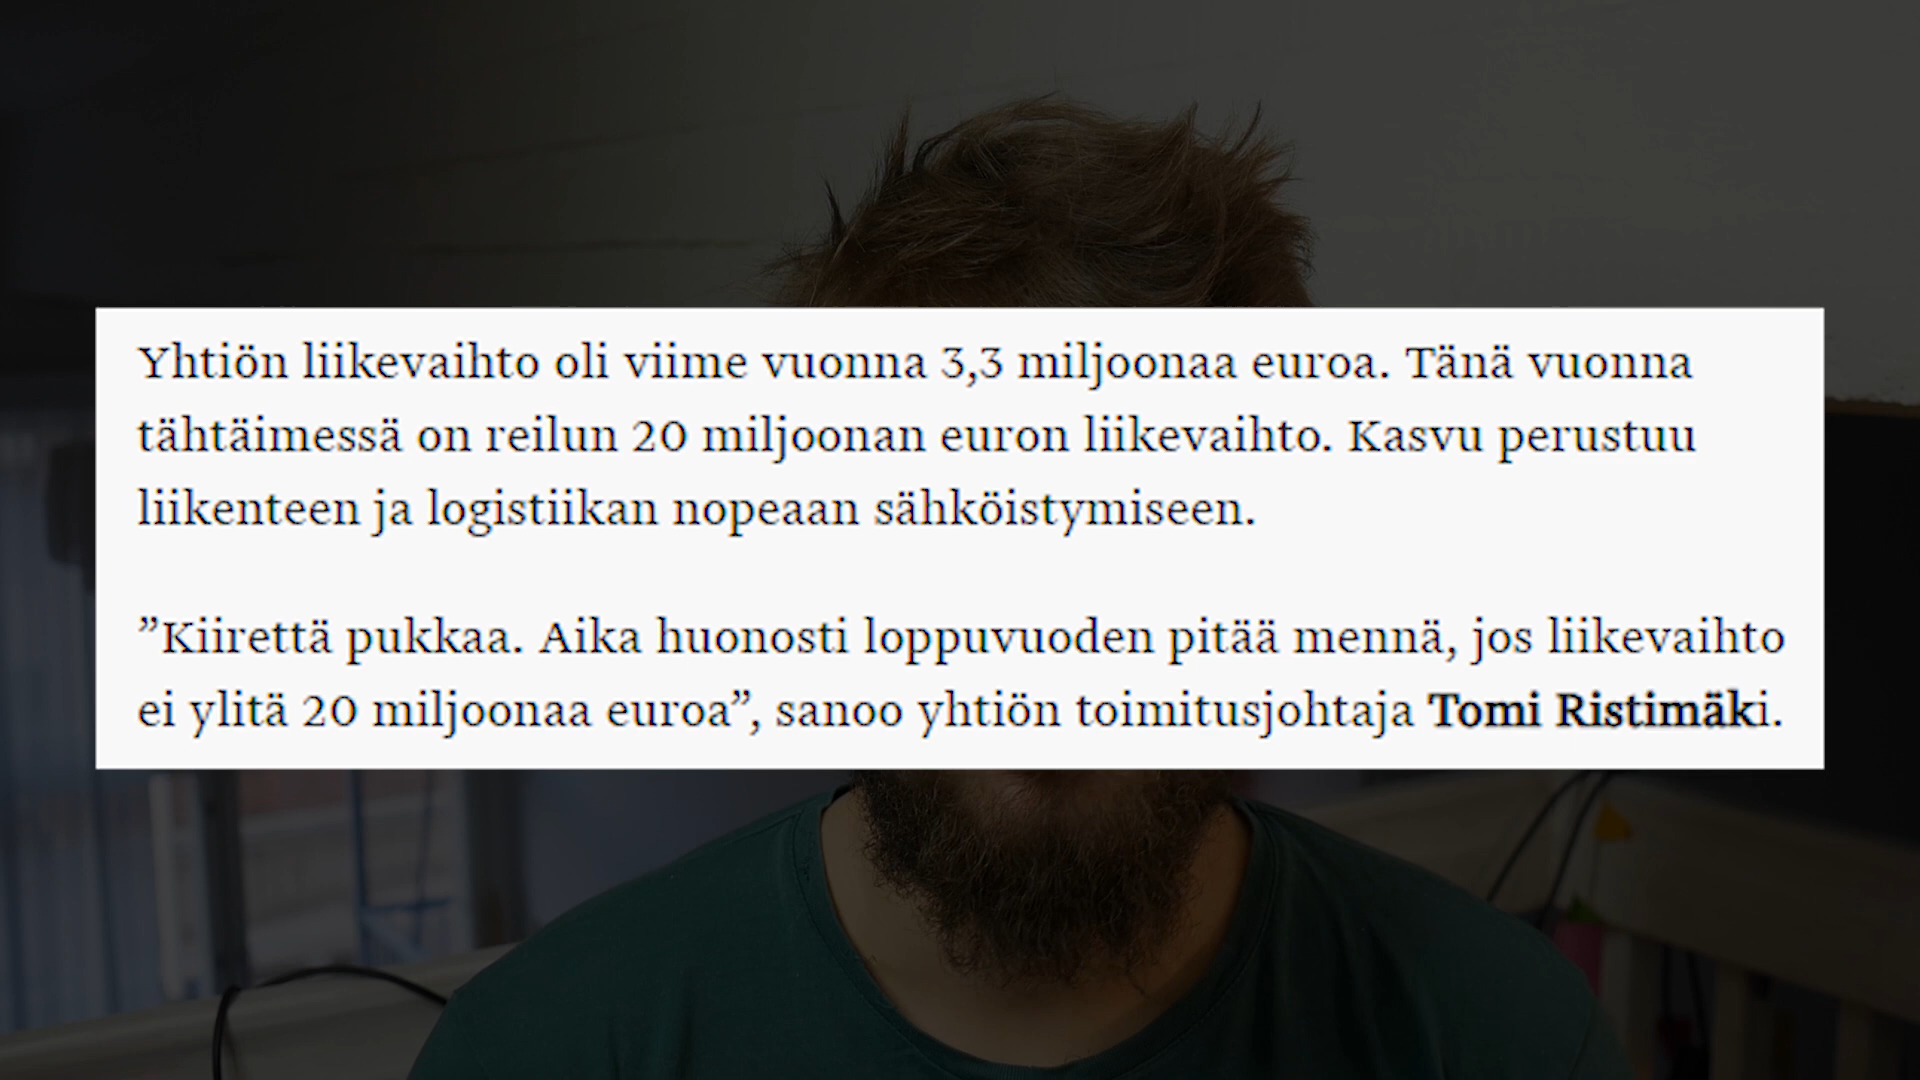 Yhtiön liikevaihto oli viime vuonna 3,3 miljoonaa euroa. Tänä vuonna
tähtäimessä on reilun 20 miljoonan euron liikevaihto. Kasvu perustuu
liikenteen ja logistiikan nopeaan sähköistymiseen.
”Kiirettä pukkaa. Aika huonosti loppuvuoden pitää mennä, jos liikevaihto
ei ylitä 20 miljoonaa euroa”, sanoo yhtiön toimitusjohtaja Tomi Ristimäki.